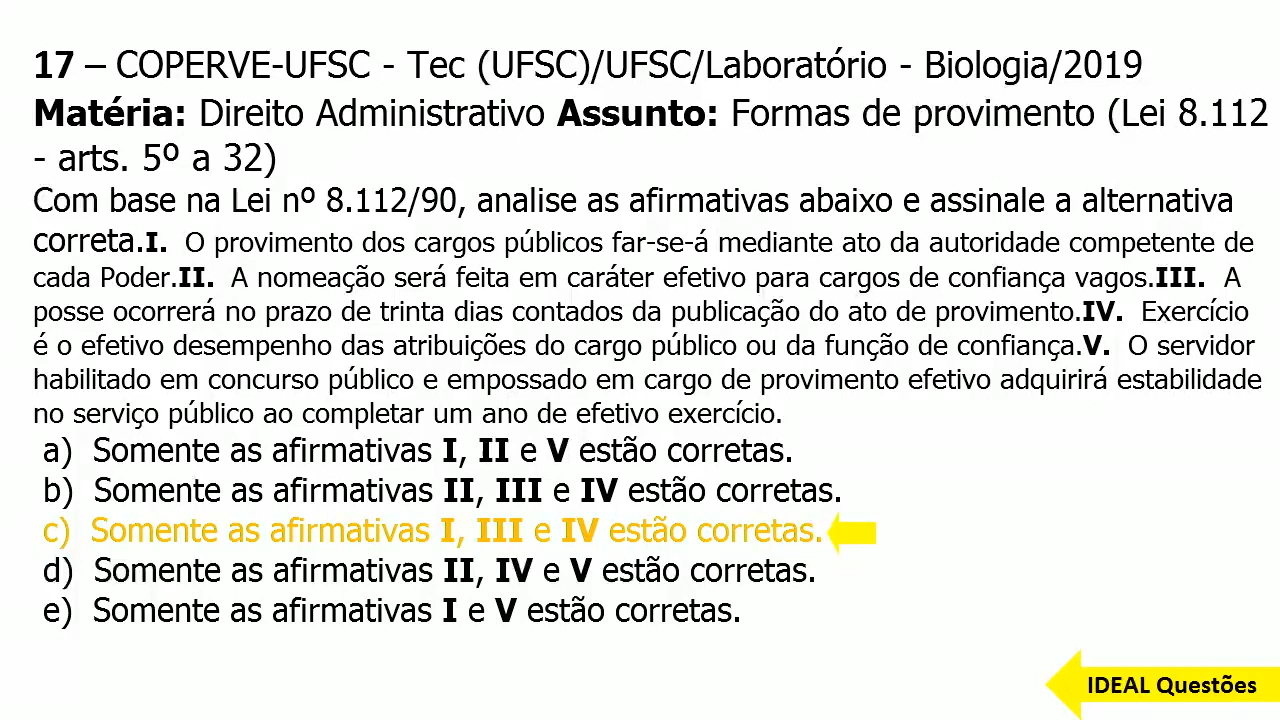 17 – COPERVE-UFSC - Tec (UFSC)/UFSC/Laboratório - Biologia/2019
Matéria: Direito Administrativo Assunto: Formas de provimento (Lei 8.112
- arts. 5º a 32)
Com base na Lei nº 8.112/90, analise as afirmativas abaixo e assinale a alternativa
correta.I.  O provimento dos cargos públicos far-se-á mediante ato da autoridade competente de
cada Poder.II.  A nomeação será feita em caráter efetivo para cargos de confiança vagos.III.  A
posse ocorrerá no prazo de trinta dias contados da publicação do ato de provimento.IV.  Exercício
é o efetivo desempenho das atribuições do cargo público ou da função de confiança.V.  O servidor
habilitado em concurso público e empossado em cargo de provimento efetivo adquirirá estabilidade
no serviço público ao completar um ano de efetivo exercício.
a)  Somente as afirmativas I, II e V estão corretas.
b)  Somente as afirmativas II, III e IV estão corretas.
c)  Somente as afirmativas I, III e IV estão corretas.
d)  Somente as afirmativas II, IV e V estão corretas.
e)  Somente as afirmativas I e V estão corretas.
IDEAL Questões